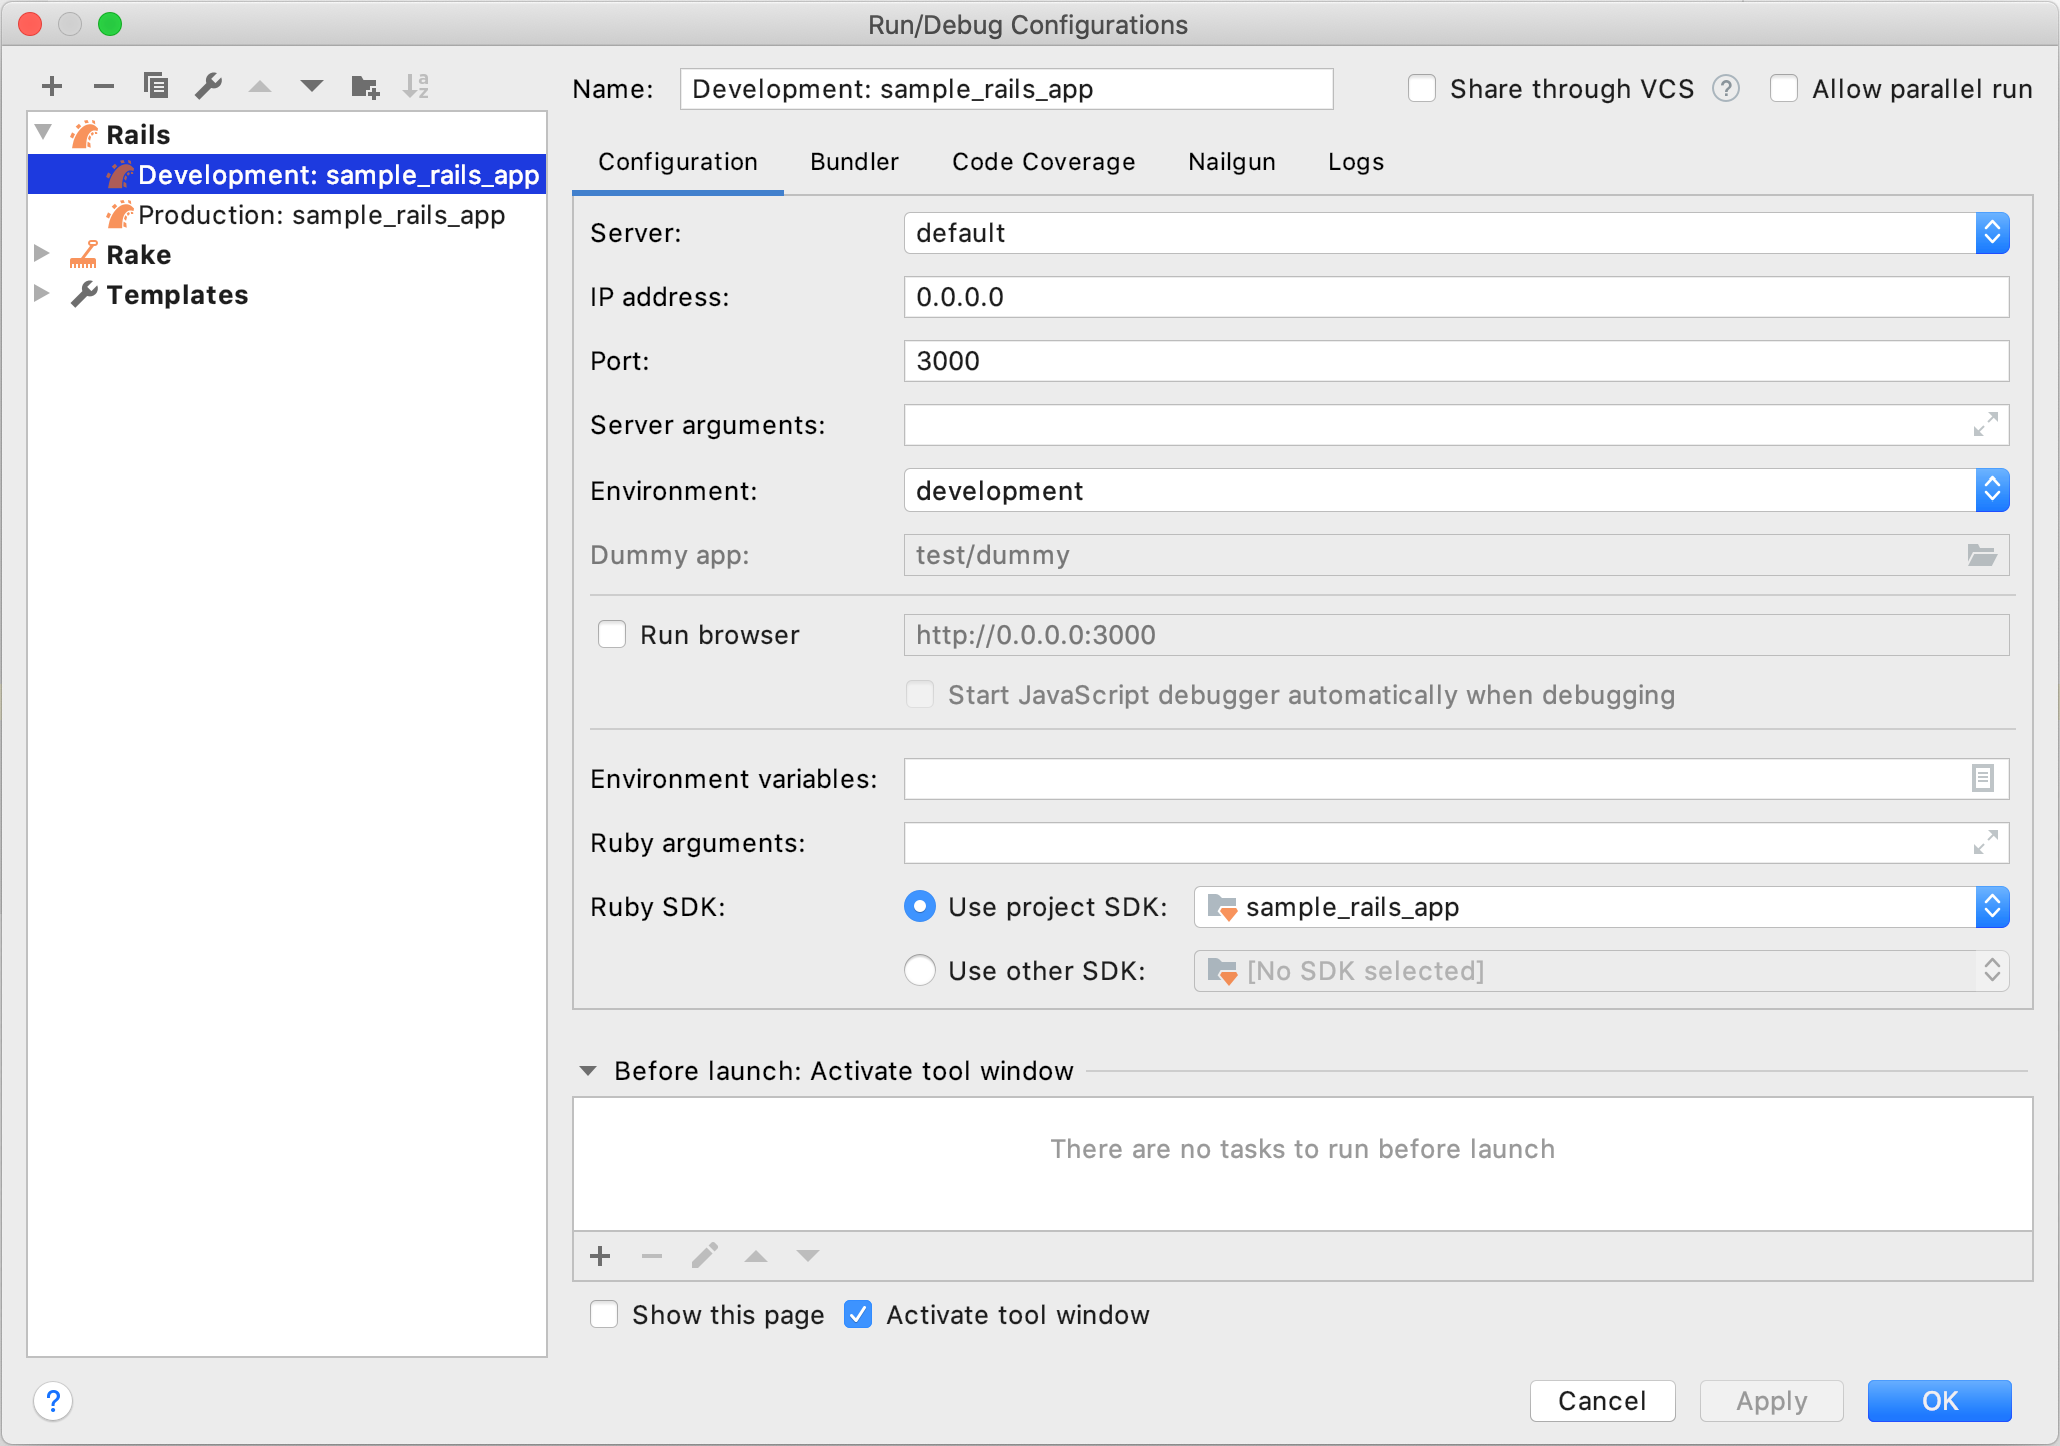 Run/Debug Configurations
Name: Development: sample_rails_app Share through VCS ? Allow parallel run
Rails
Development: sample_rails_app
Production: sample_rails_app
Rake
Templates
Configuration Bundler Code Coverage Nailgun Logs
Server: default
IP address: 0.0.0.0
Port: 3000
Server arguments:
Environment: development
Dummy app: test/dummy
Run browser http://0.0.0.0:3000
Start JavaScript debugger automatically when debugging
Environment variables:
Ruby arguments:
Ruby SDK: Use project SDK: sample_rails_app
Use other SDK: [No SDK selected]
Before launch: Activate tool window
There are no tasks to run before launch
Show this page Activate tool window
? Cancel Apply OK